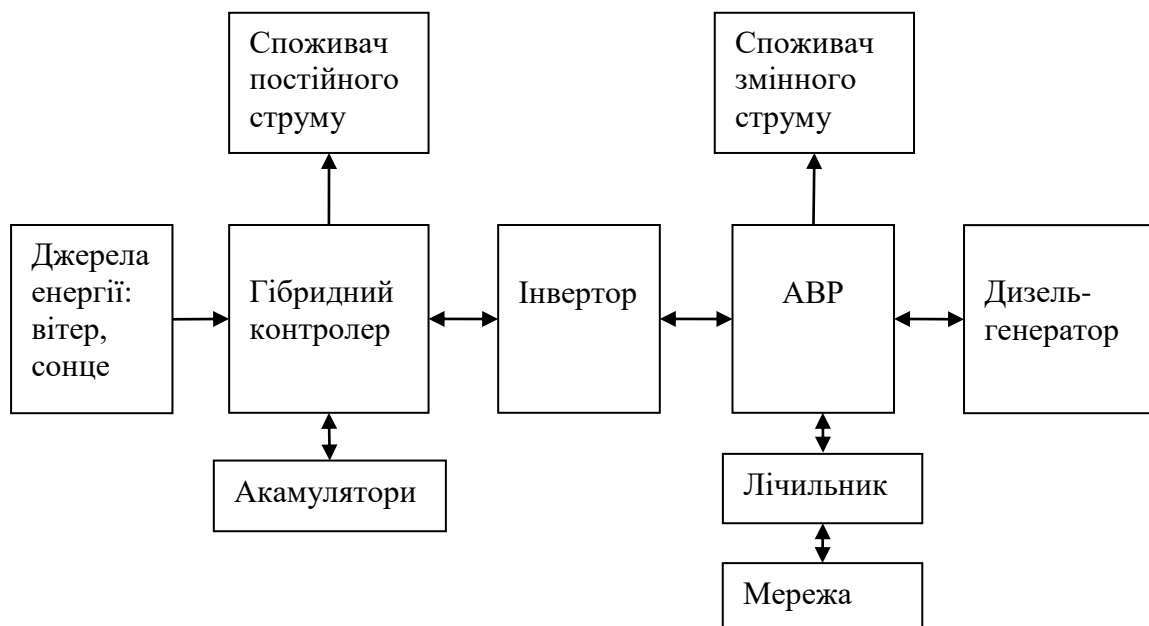 Споживач
постійного
струму
Споживач
змінного
струму
Джерела
енергії:
вітер,
сонце
Гібридний
контролер
Інвертор
АВР
Дизель-
генератор
Акамулятори
Лічильник
Мережа